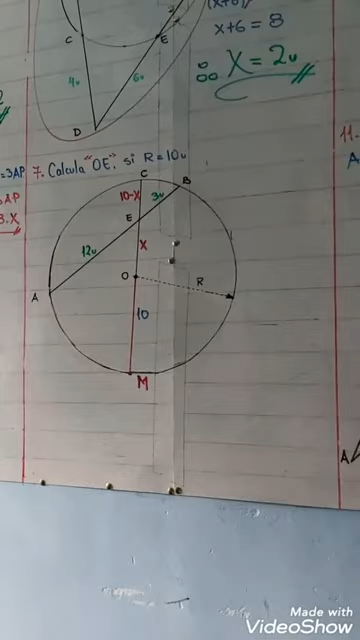 (x+6)²
x+6 = 8
C
E
4u
6u
X = 2u
D
=3AP
7. Calcula "OE". si R = 10u
11.-
3AP
3.X
A
C
B
10-X
3u
E
12u
X
O
R
A
10
M
A
Made with
VideoShow